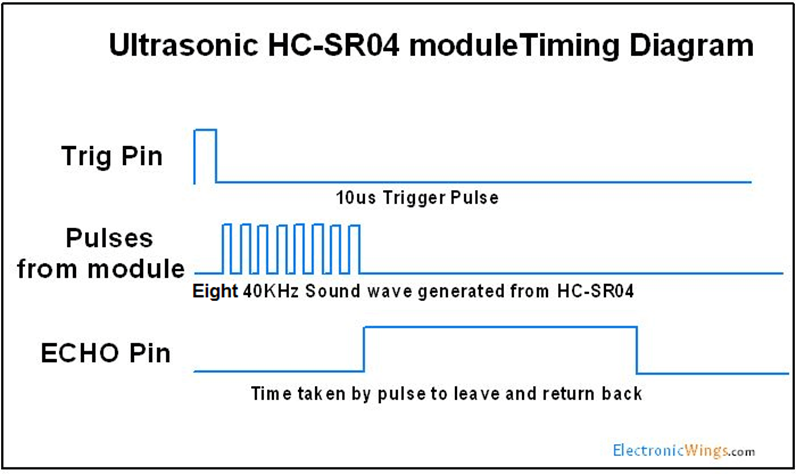 Ultrasonic HC-SR04 moduleTiming Diagram
Trig Pin
10us Trigger Pulse
Pulses
from module
Eight 40KHz Sound wave generated from HC-SR04
ECHO Pin
Time taken by pulse to leave and return back
ElectronicWings.com